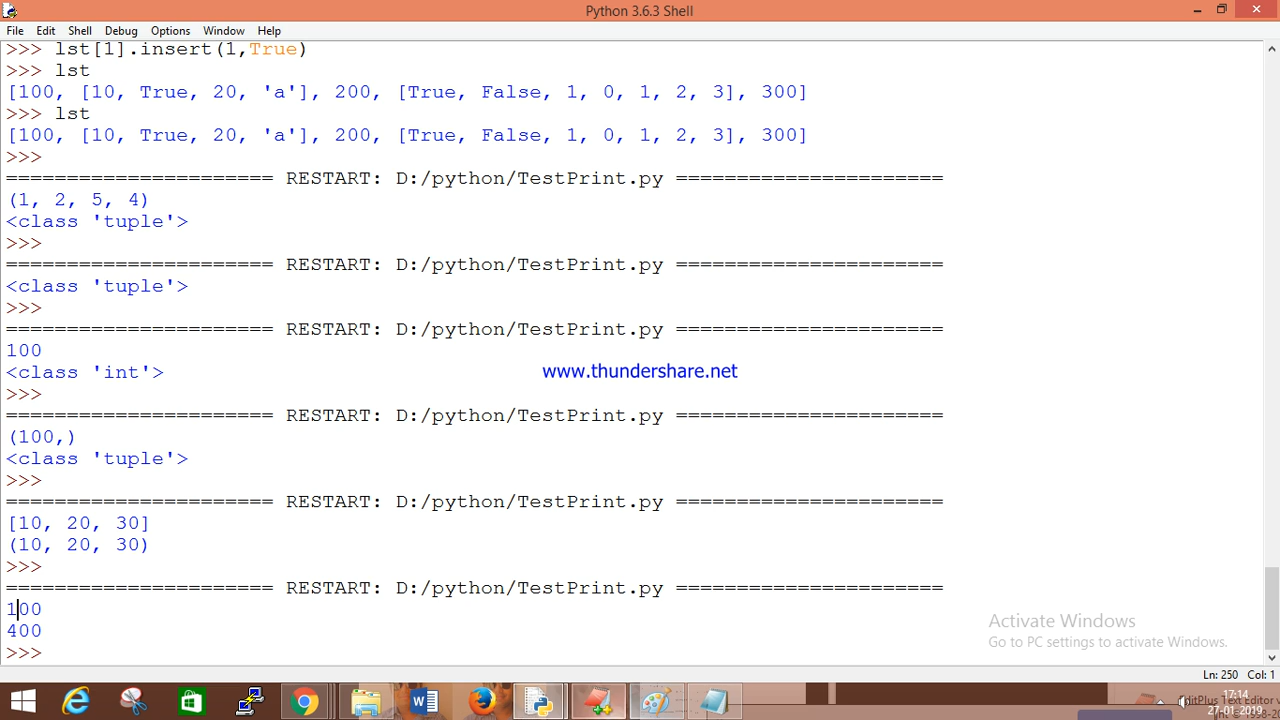 Python 3.6.3 Shell
File Edit Shell Debug Options Window Help
>>> lst[1].insert(1,True)
>>> lst
[100, [10, True, 20, 'a'], 200, [True, False, 1, 0, 1, 2, 3], 300]
>>> lst
[100, [10, True, 20, 'a'], 200, [True, False, 1, 0, 1, 2, 3], 300]
>>>
====================== RESTART: D:/python/TestPrint.py ======================
(1, 2, 5, 4)
<class 'tuple'>
>>>
====================== RESTART: D:/python/TestPrint.py ======================
<class 'tuple'>
>>>
====================== RESTART: D:/python/TestPrint.py ======================
100
<class 'int'>
www.thundershare.net
>>>
====================== RESTART: D:/python/TestPrint.py ======================
(100,)
<class 'tuple'>
>>>
====================== RESTART: D:/python/TestPrint.py ======================
[10, 20, 30]
(10, 20, 30)
>>>
====================== RESTART: D:/python/TestPrint.py ======================
100
400
>>>
Activate Windows
Go to PC settings to activate Windows.
Ln: 250 Col: 1
17:14
27-01-2019